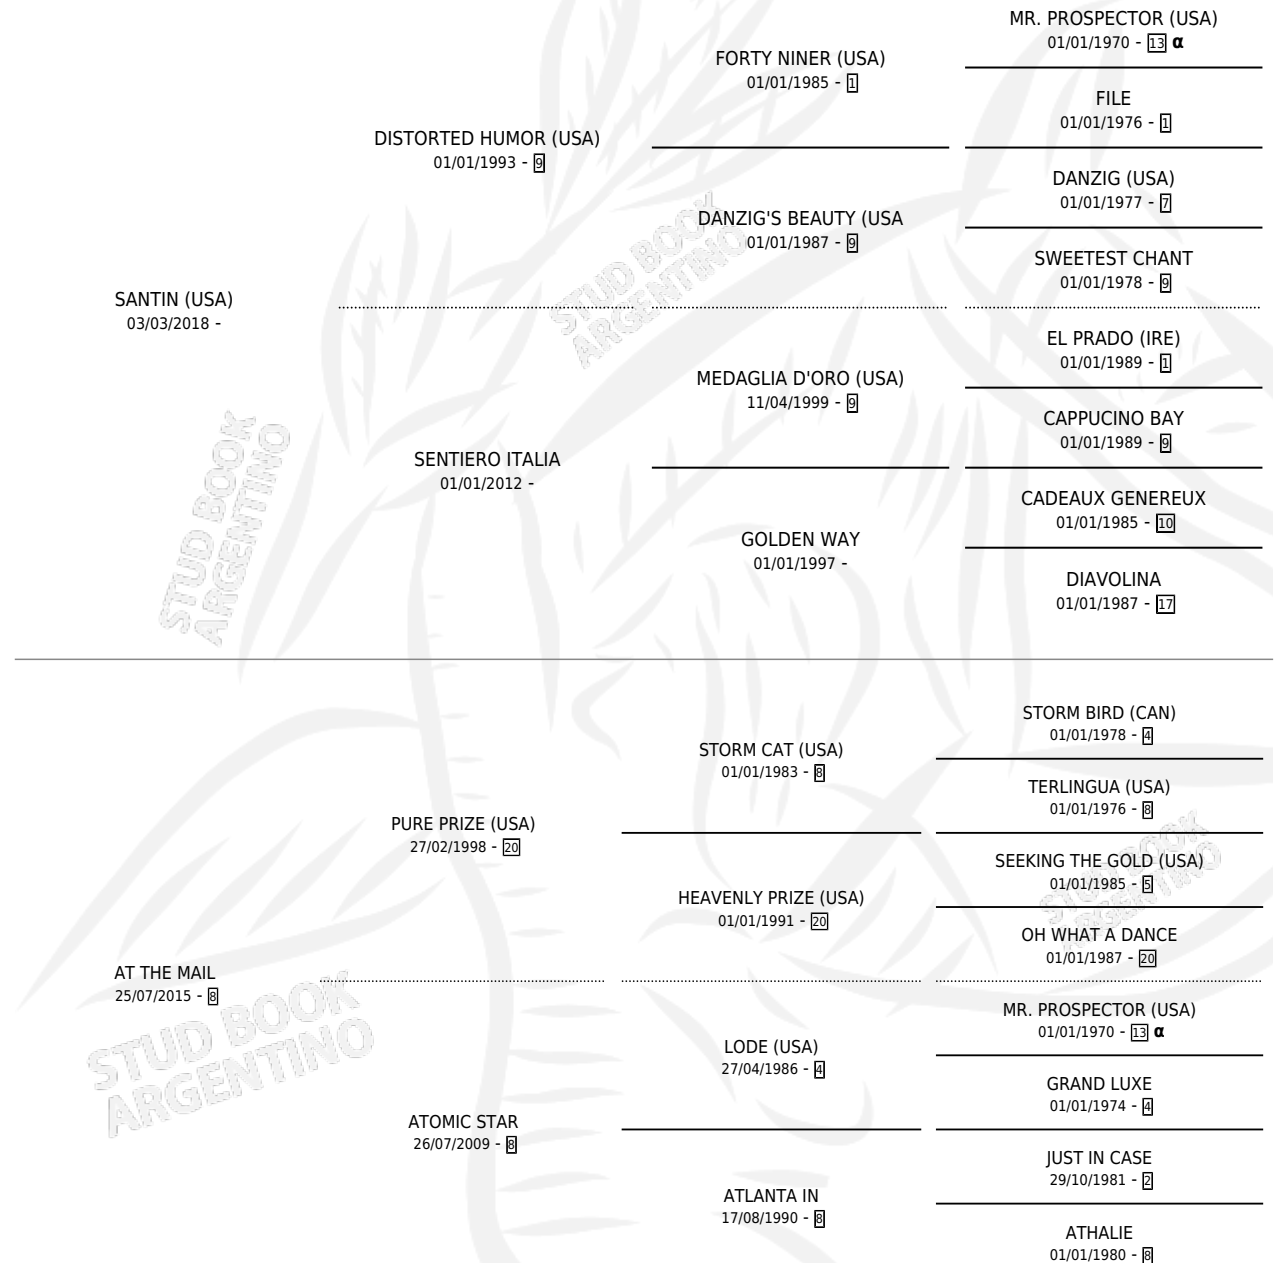 MR. PROSPECTOR (USA)
01/01/1970 - 13 α
FORTY NINER (USA)
01/01/1985 - 1
FILE
01/01/1976 - 1
DISTORTED HUMOR (USA)
01/01/1993 - 9
DANZIG (USA)
01/01/1977 - 7
DANZIG'S BEAUTY (USA
01/01/1987 - 9
SWEETEST CHANT
01/01/1978 - 9
SANTIN (USA)
03/03/2018 -
EL PRADO (IRE)
01/01/1989 - 1
MEDAGLIA D'ORO (USA)
11/04/1999 - 9
CAPPUCINO BAY
01/01/1989 - 9
SENTIERO ITALIA
01/01/2012 -
CADEAUX GENEREUX
01/01/1985 - 10
GOLDEN WAY
01/01/1997 -
DIAVOLINA
01/01/1987 - 17
STORM BIRD (CAN)
01/01/1978 - 4
STORM CAT (USA)
01/01/1983 - 8
TERLINGUA (USA)
01/01/1976 - 8
PURE PRIZE (USA)
27/02/1998 - 20
SEEKING THE GOLD (USA)
01/01/1985 - 5
HEAVENLY PRIZE (USA)
01/01/1991 - 20
OH WHAT A DANCE
01/01/1987 - 20
AT THE MAIL
25/07/2015 - 8
MR. PROSPECTOR (USA)
01/01/1970 - 13 α
LODE (USA)
27/04/1986 - 4
GRAND LUXE
01/01/1974 - 4
ATOMIC STAR
26/07/2009 - 8
JUST IN CASE
29/10/1981 - 2
ATLANTA IN
17/08/1990 - 8
ATHALIE
01/01/1980 - 8
STUD BOOK
ARGENTINO
STUD BOOK
ARGENTINO
STUD BOOK
ARGENTINO
STUD BOOK
ARGENTINO